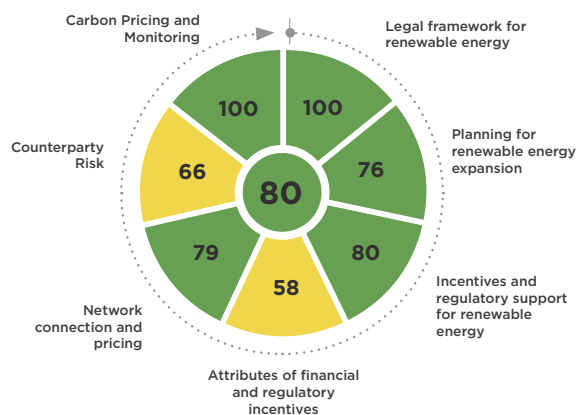 Carbon Pricing and
Monitoring
Legal framework for
renewable energy
100
100
Counterparty
Risk
66
Planning for
renewable energy
expansion
76
80
79
80
58
Network
connection and
pricing
Incentives and
regulatory support
for renewable
energy
Attributes of financial
and regulatory
incentives